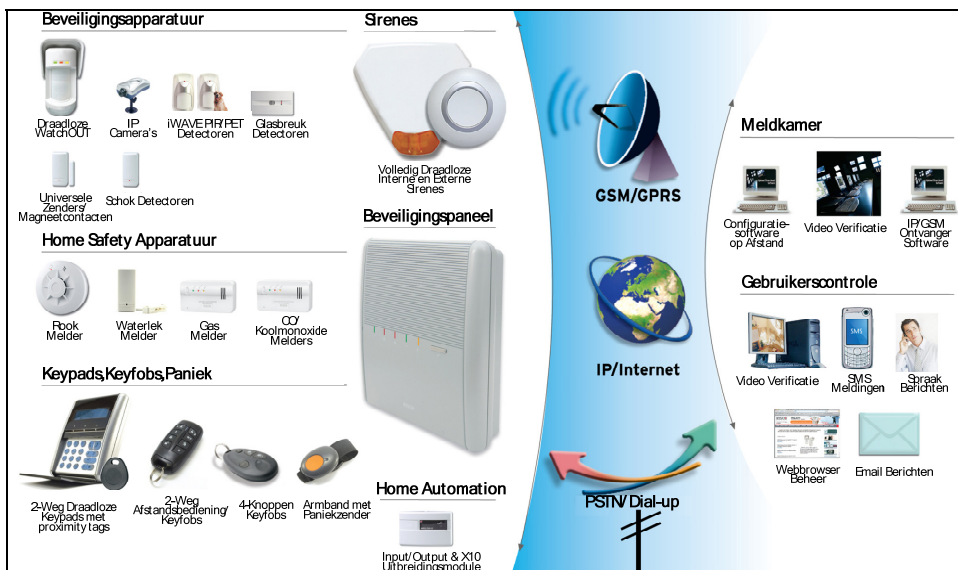 Beveiligingsapparatuur
Draadloze
WatchOUT
IP
Camera's
iWAVE PIR/PET
Detectoren
Glasbreuk
Detectoren
Universele
Zenders/
Magneetcontacten
Schok Detectoren
Home Safety Apparatuur
Rook
Melder
Waterlek
Melder
Gas
Melder
CO/
Koolmonoxide
Melders
Keypads,Keyfobs,Paniek
2-Weg Draadloze
Keypads met
proximity tags
2-Weg
Afstandsbediening/
Keyfobs
4-Knoppen
Keyfobs
Armband met
Paniekzender
Sirenes
Volledig Draadloze
Interne en Externe
Sirenes
Beveiligingspaneel
Home Automation
Input/Output & X10
Uitbreidingsmodule
GSM/GPRS
IP/Internet
PSTN/Dial-up
Meldkamer
Configuratie-
software
op Afstand
Video Verificatie
IP/GSM
Ontvanger
Software
Gebruikerscontrole
Video Verificatie
SMS
SMS
Meldingen
Spraak
Berichten
Webbrowser
Beheer
Email Berichten